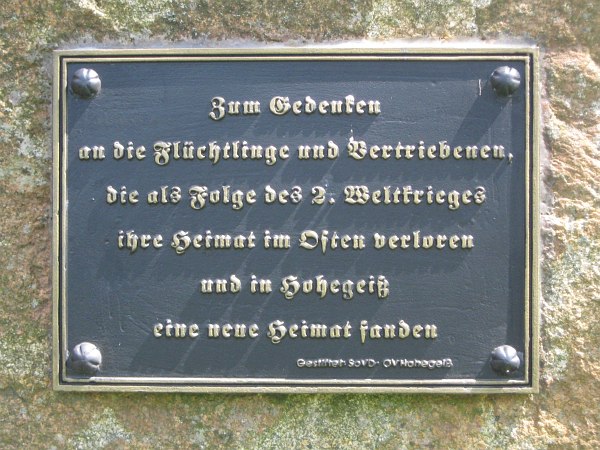 Zum Gedenken
an die Flüchtlinge und Vertriebenen,
die als Folge des 2. Weltkrieges
ihre Heimat im Osten verloren
und in Hohegeiß
eine neue Heimat fanden
Gestiftet: SoVD - OV Hohegeiß